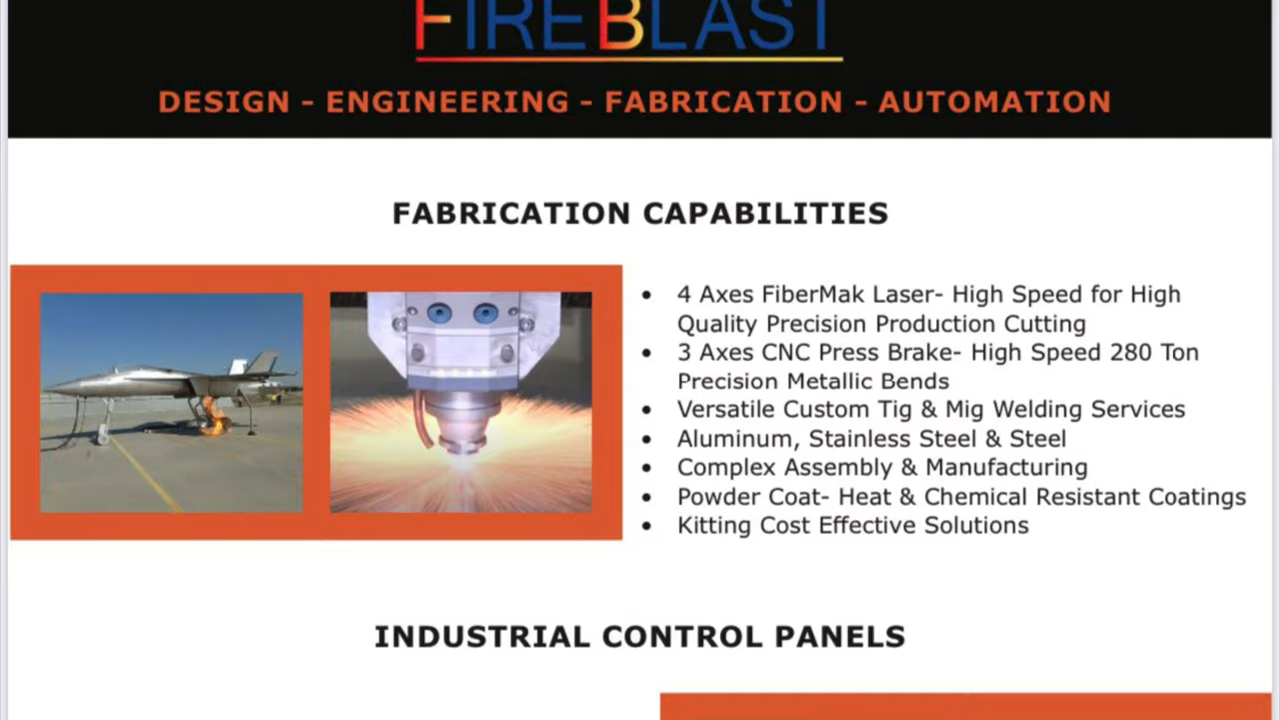 FIREBLAST
DESIGN - ENGINEERING - FABRICATION - AUTOMATION
FABRICATION CAPABILITIES
• 4 Axes FiberMak Laser- High Speed for High
Quality Precision Production Cutting
• 3 Axes CNC Press Brake- High Speed 280 Ton
Precision Metallic Bends
• Versatile Custom Tig & Mig Welding Services
• Aluminum, Stainless Steel & Steel
• Complex Assembly & Manufacturing
• Powder Coat- Heat & Chemical Resistant Coatings
• Kitting Cost Effective Solutions
INDUSTRIAL CONTROL PANELS